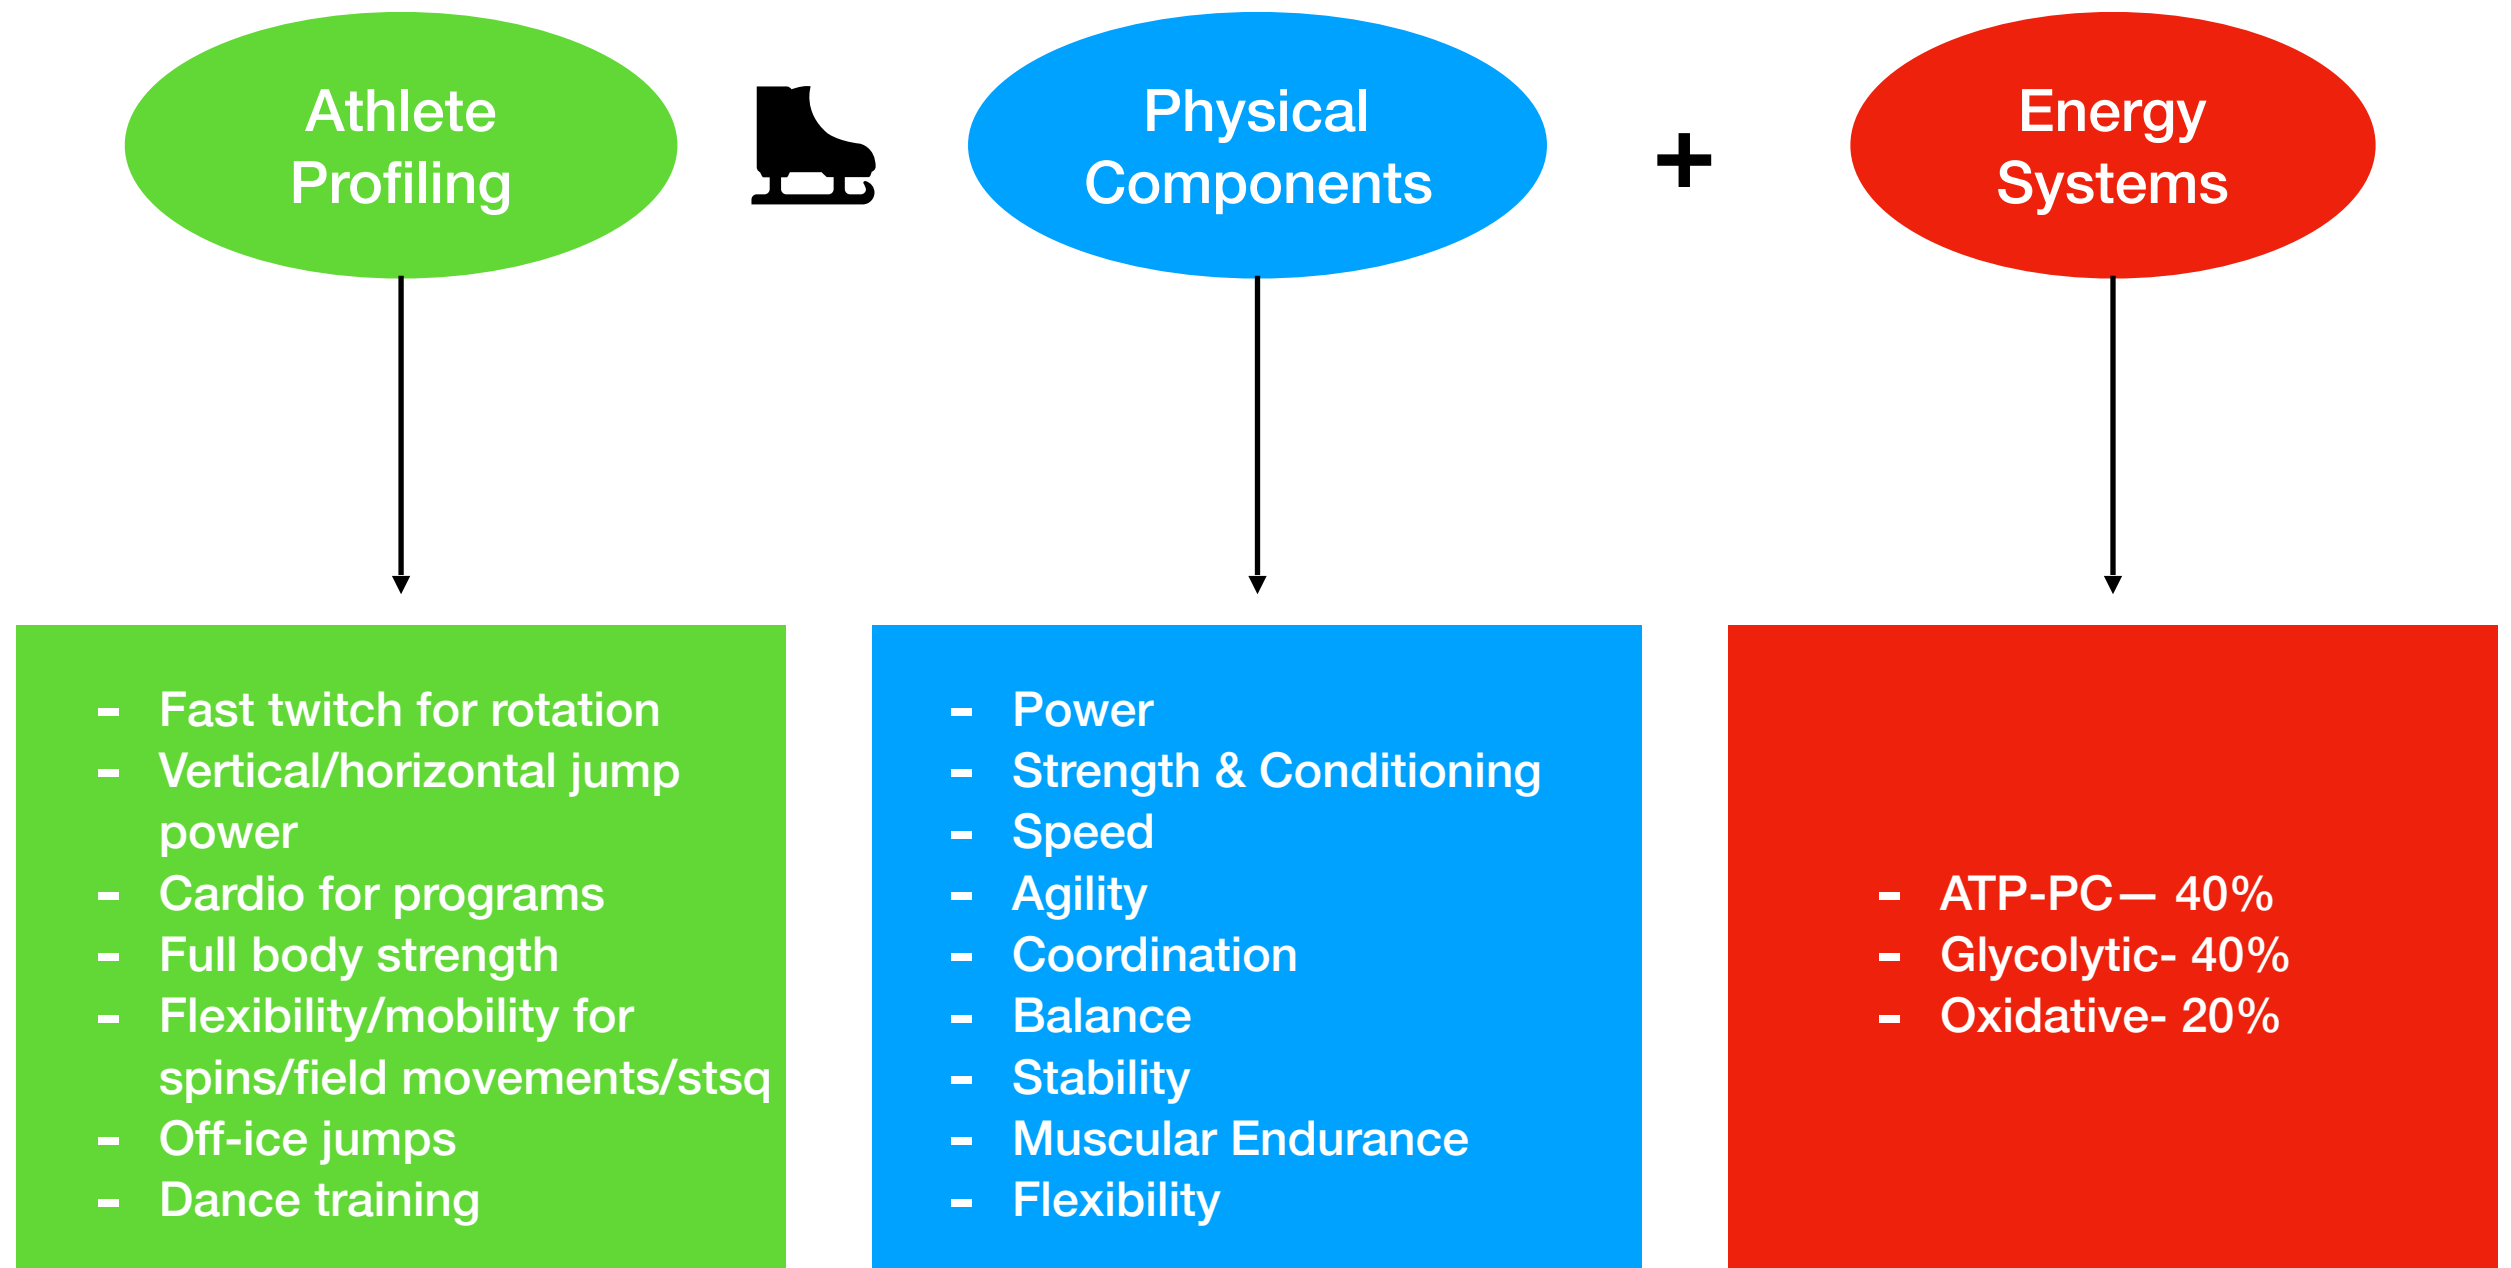 Athlete
Profiling
Physical
Components
+
Energy
Systems
- Fast twitch for rotation
- Vertical/horizontal jump
power
- Cardio for programs
- Full body strength
- Flexibility/mobility for
spins/field movements/stsq
- Off-ice jumps
- Dance training
- Power
- Strength & Conditioning
- Speed
- Agility
- Coordination
- Balance
- Stability
- Muscular Endurance
- Flexibility
- ATP-PC— 40%
- Glycolytic- 40%
- Oxidative- 20%